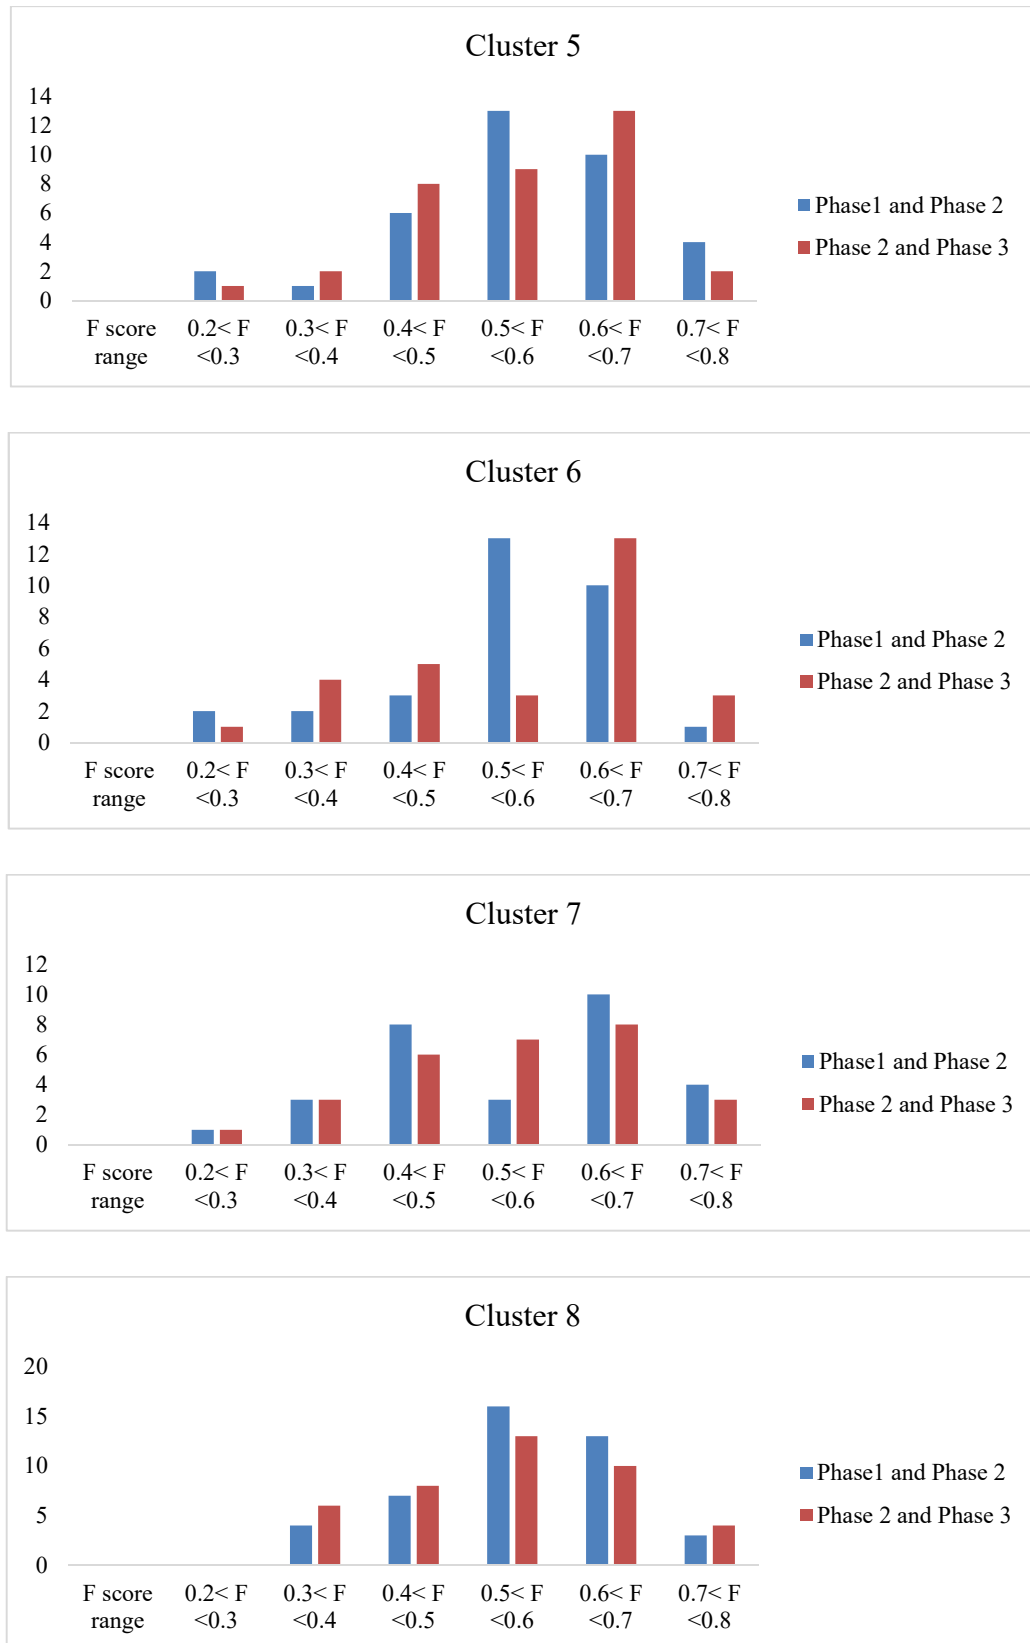 Cluster 5
14
12
10
8
6
4
2
0
F score range
0.2< F <0.3
0.3< F <0.4
0.4< F <0.5
0.5< F <0.6
0.6< F <0.7
0.7< F <0.8
Phase1 and Phase 2
Phase 2 and Phase 3
Cluster 6
14
12
10
8
6
4
2
0
F score range
0.2< F <0.3
0.3< F <0.4
0.4< F <0.5
0.5< F <0.6
0.6< F <0.7
0.7< F <0.8
Phase1 and Phase 2
Phase 2 and Phase 3
Cluster 7
12
10
8
6
4
2
0
F score range
0.2< F <0.3
0.3< F <0.4
0.4< F <0.5
0.5< F <0.6
0.6< F <0.7
0.7< F <0.8
Phase1 and Phase 2
Phase 2 and Phase 3
Cluster 8
20
15
10
5
0
F score range
0.2< F <0.3
0.3< F <0.4
0.4< F <0.5
0.5< F <0.6
0.6< F <0.7
0.7< F <0.8
Phase1 and Phase 2
Phase 2 and Phase 3